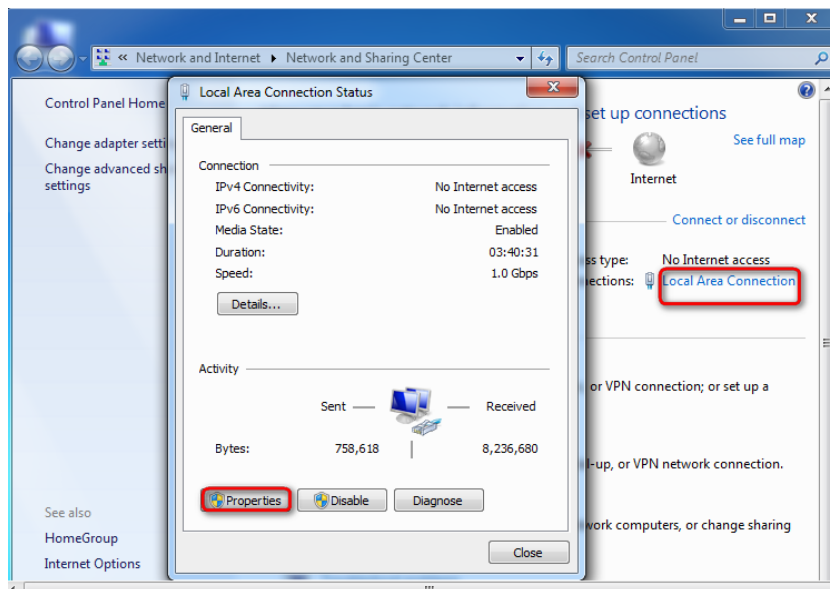 « Network and Internet ▸ Network and Sharing Center
Search Control Panel
Control Panel Home
Change adapter setti
Change advanced sh
settings
See also
HomeGroup
Internet Options
Local Area Connection Status
General
Connection
IPv4 Connectivity: No Internet access
IPv6 Connectivity: No Internet access
Media State: Enabled
Duration: 03:40:31
Speed: 1.0 Gbps
Details...
Activity
Sent Received
Bytes: 758,618 8,236,680
Properties Disable Diagnose
Close
set up connections
See full map
Internet
Connect or disconnect
ss type: No Internet access
ections: Local Area Connection
or VPN connection; or set up a
l-up, or VPN network connection.
work computers, or change sharing